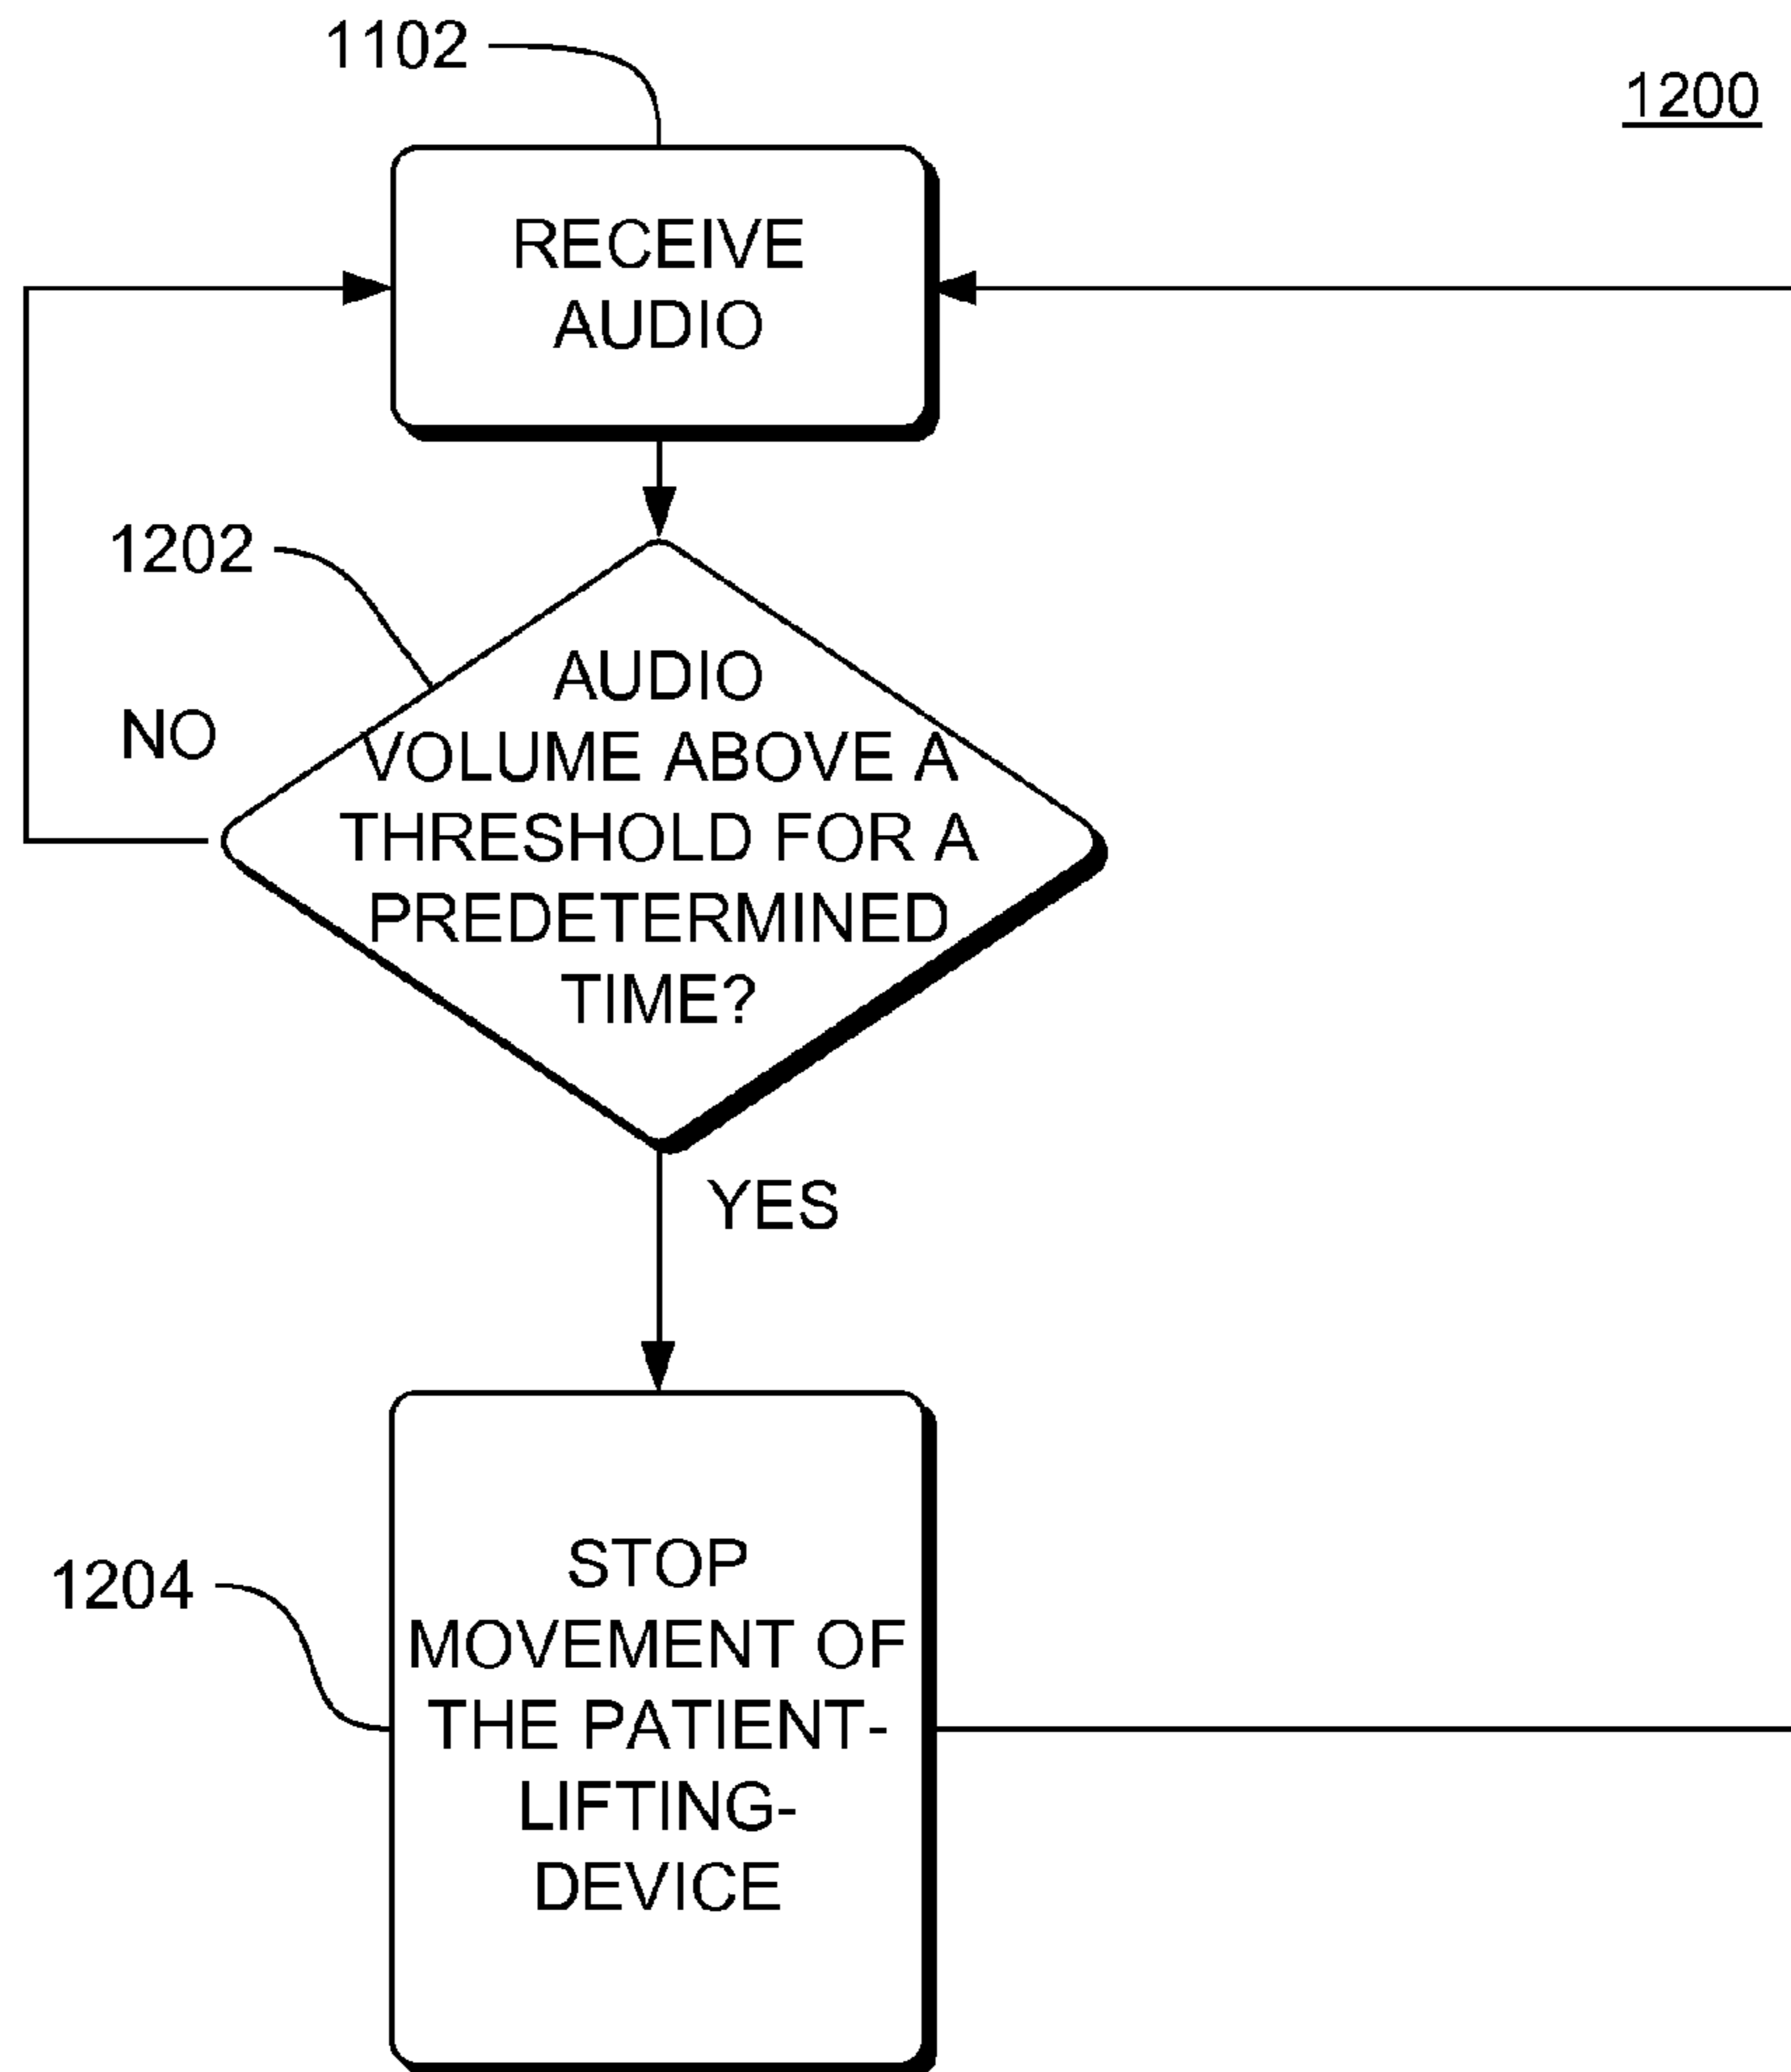 1102
1200
RECEIVE
AUDIO
1202
NO
AUDIO
VOLUME ABOVE A
THRESHOLD FOR A
PREDETERMINED
TIME?
YES
1204
STOP
MOVEMENT OF
THE PATIENT-
LIFTING-
DEVICE